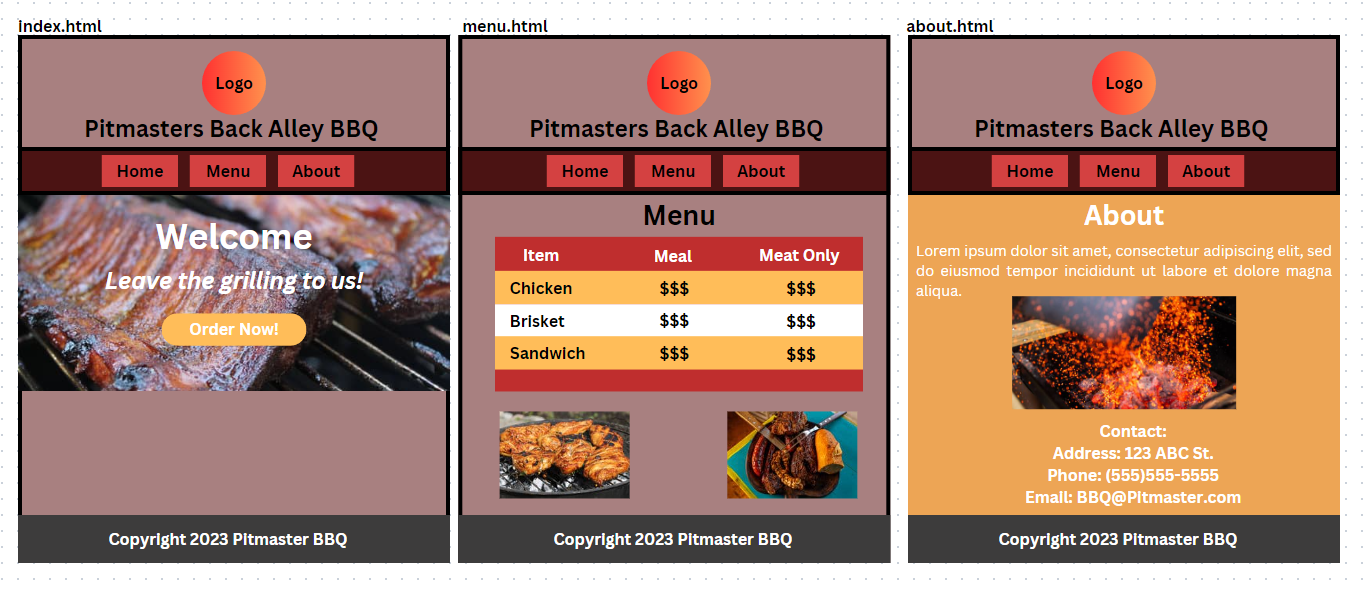 index.html
Logo
Pitmasters Back Alley BBQ
Home Menu About
Welcome
Leave the grilling to us!
Order Now!
Copyright 2023 Pitmaster BBQ
menu.html
Logo
Pitmasters Back Alley BBQ
Home Menu About
Menu
Item Meal Meat Only
Chicken $$$ $$$
Brisket $$$ $$$
Sandwich $$$ $$$
Copyright 2023 Pitmaster BBQ
about.html
Logo
Pitmasters Back Alley BBQ
Home Menu About
About
Lorem ipsum dolor sit amet, consectetur adipiscing elit, sed
do eiusmod tempor incididunt ut labore et dolore magna
aliqua.
Contact:
Address: 123 ABC St.
Phone: (555)555-5555
Email: BBQ@Pitmaster.com
Copyright 2023 Pitmaster BBQ